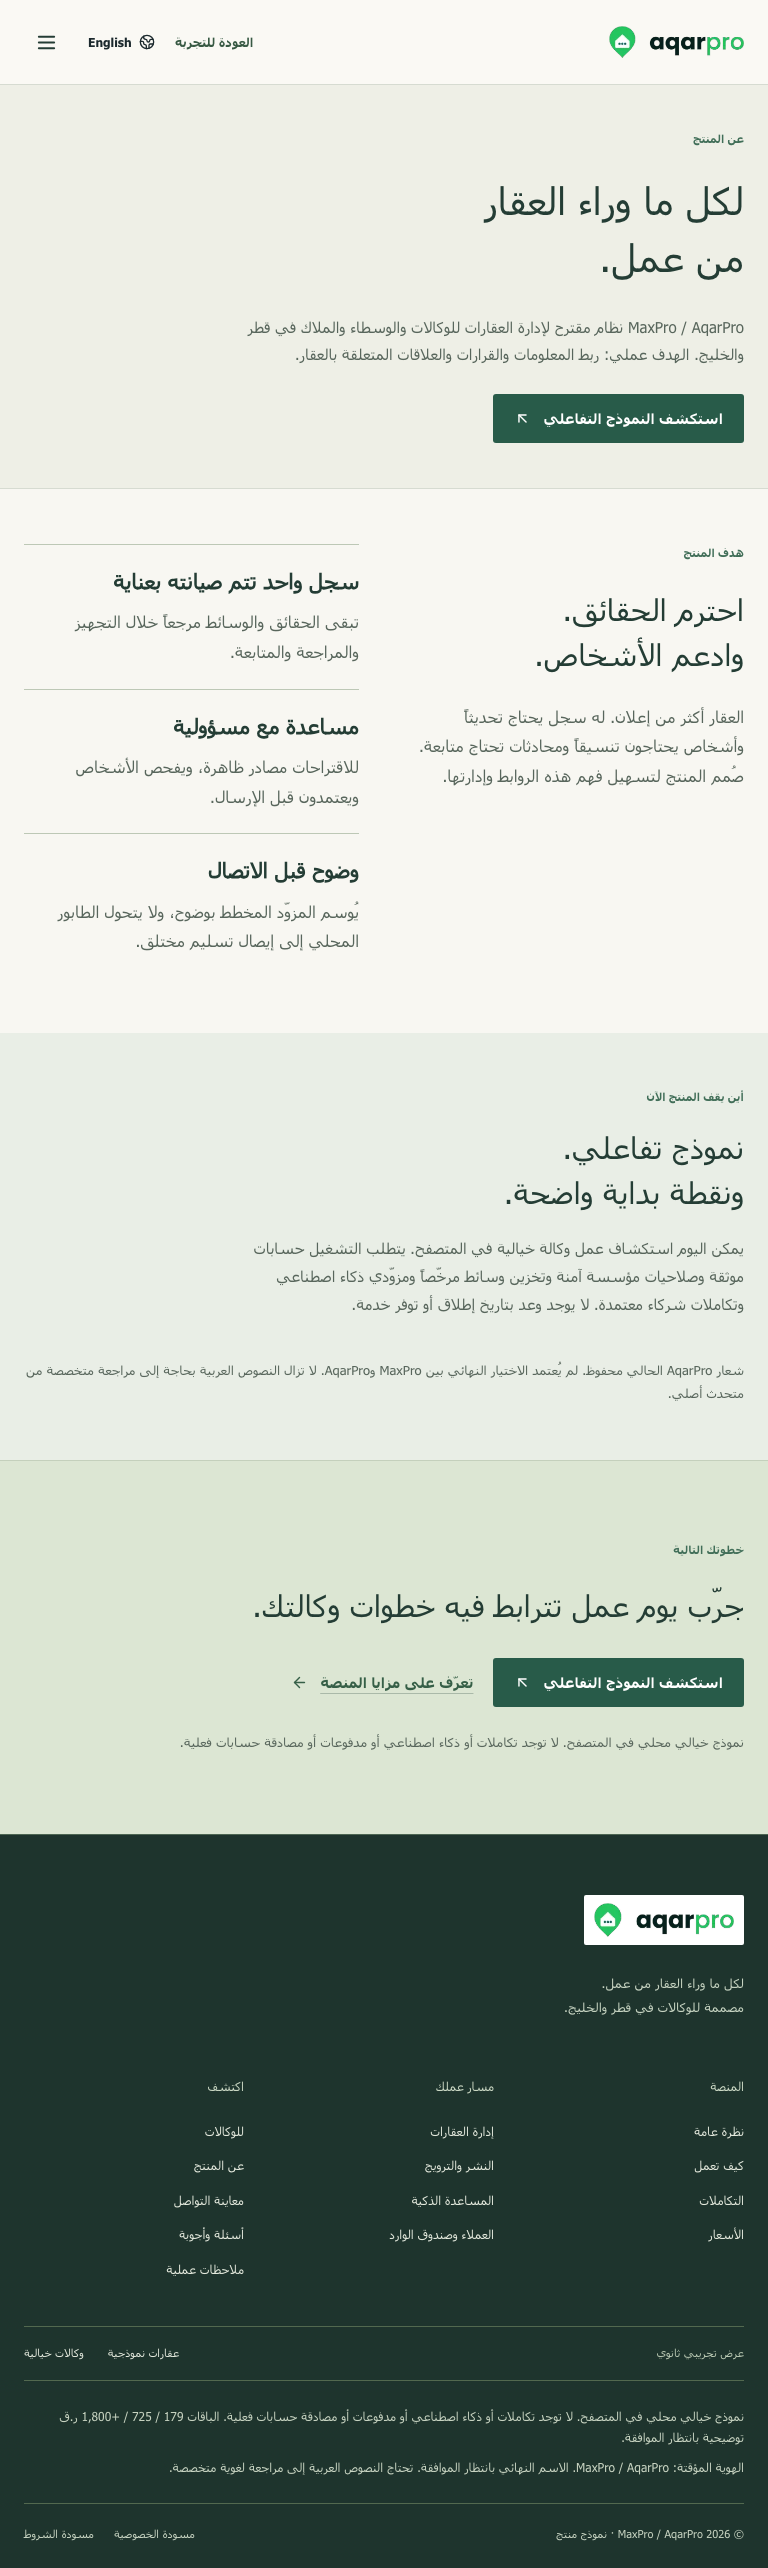 aqarpro
العودة للتجربة
English
عن المنتج
لكل ما وراء العقار
من عمل.
MaxPro / AqarPro نظام مقترح لإدارة العقارات للوكالات والوسطاء والملاك في قطر
والخليج. الهدف عملي: ربط المعلومات والقرارات والعلاقات المتعلقة بالعقار.
استكشف النموذج التفاعلي
هدف المنتج
احترم الحقائق.
وادعم الأشخاص.
العقار أكثر من إعلان. له سجل يحتاج تحديثاً
وأشخاص يحتاجون تنسيقاً ومحادثات تحتاج متابعة.
صُمم المنتج لتسهيل فهم هذه الروابط وإدارتها.
سجل واحد تتم صيانته بعناية
تبقى الحقائق والوسائط مرجعاً خلال التجهيز
والمراجعة والمتابعة.
مساعدة مع مسؤولية
للاقتراحات مصادر ظاهرة، ويفحص الأشخاص
ويعتمدون قبل الإرسال.
وضوح قبل الاتصال
يُوسم المزوّد المخطط بوضوح، ولا يتحول الطابور
المحلي إلى إيصال تسليم مختلق.
أين يقف المنتج الآن
نموذج تفاعلي.
ونقطة بداية واضحة.
يمكن اليوم استكشاف عمل وكالة خيالية في المتصفح. يتطلب التشغيل حسابات
موثقة وصلاحيات مؤسسة آمنة وتخزين وسائط مرخّصاً ومزوّدي ذكاء اصطناعي
وتكاملات شركاء معتمدة. لا يوجد وعد بتاريخ إطلاق أو توفر خدمة.
شعار AqarPro الحالي محفوظ. لم يُعتمد الاختيار النهائي بين MaxPro وAqarPro. لا تزال النصوص العربية بحاجة إلى مراجعة متخصصة من
متحدث أصلي.
خطوتك التالية
جرّب يوم عمل تترابط فيه خطوات وكالتك.
استكشف النموذج التفاعلي
تعرّف على مزايا المنصة
نموذج خيالي محلي في المتصفح. لا توجد تكاملات أو ذكاء اصطناعي أو مدفوعات أو مصادقة حسابات فعلية.
aqarpro
لكل ما وراء العقار من عمل.
مصممة للوكالات في قطر والخليج.
المنصة
نظرة عامة
كيف تعمل
التكاملات
الأسعار
مسار عملك
إدارة العقارات
النشر والترويج
المساعدة الذكية
العملاء وصندوق الوارد
اكتشف
للوكالات
عن المنتج
معاينة التواصل
أسئلة وأجوبة
ملاحظات عملية
عرض تجريبي ثانوي
عقارات نموذجية
وكالات خيالية
نموذج خيالي محلي في المتصفح. لا توجد تكاملات أو ذكاء اصطناعي أو مدفوعات أو مصادقة حسابات فعلية. الباقات 179 / 725 / +1,800 ر.ق
توضيحية بانتظار الموافقة.
الهوية المؤقتة: MaxPro / AqarPro. الاسم النهائي بانتظار الموافقة. تحتاج النصوص العربية إلى مراجعة لغوية متخصصة.
© 2026 MaxPro / AqarPro · نموذج منتج
مسودة الخصوصية
مسودة الشروط